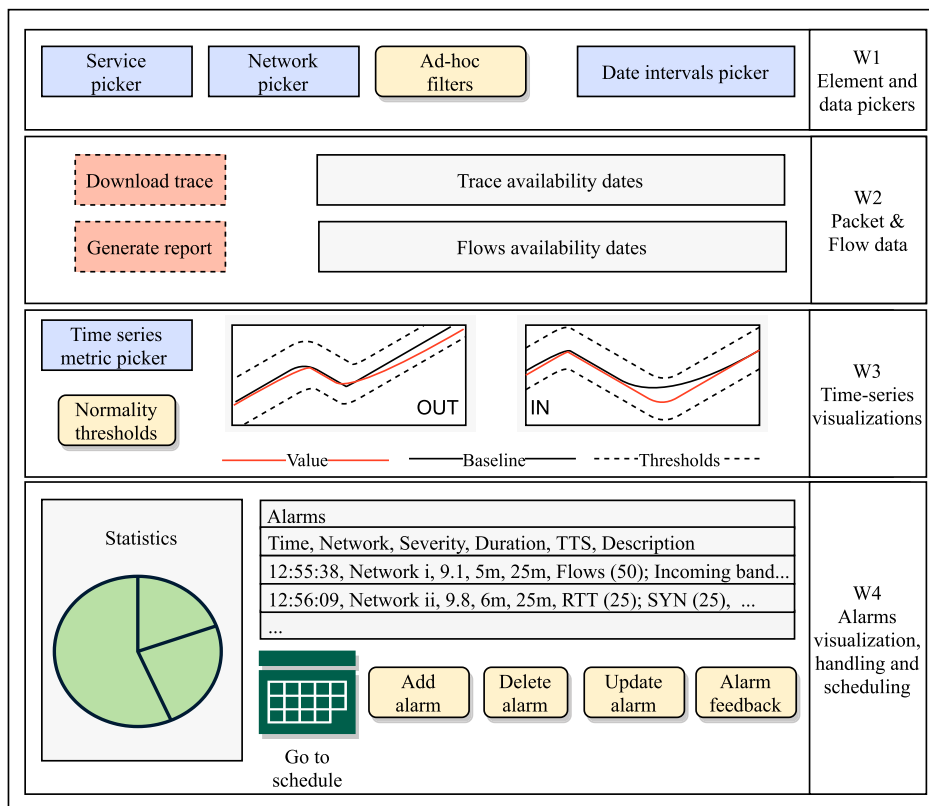 Service
picker
Network
picker
Ad-hoc
filters
Date intervals picker
W1
Element and
data pickers
Download trace
Trace availability dates
Generate report
Flows availability dates
W2
Packet &
Flow data
Time series
metric picker
Normality
thresholds
OUT
IN
Value
Baseline
Thresholds
W3
Time-series
visualizations
Statistics
Alarms
Time, Network, Severity, Duration, TTS, Description
12:55:38, Network i, 9.1, 5m, 25m, Flows (50); Incoming band...
12:56:09, Network ii, 9.8, 6m, 25m, RTT (25); SYN (25), ...
...
Go to
schedule
Add
alarm
Delete
alarm
Update
alarm
Alarm
feedback
W4
Alarms
visualization,
handling and
scheduling